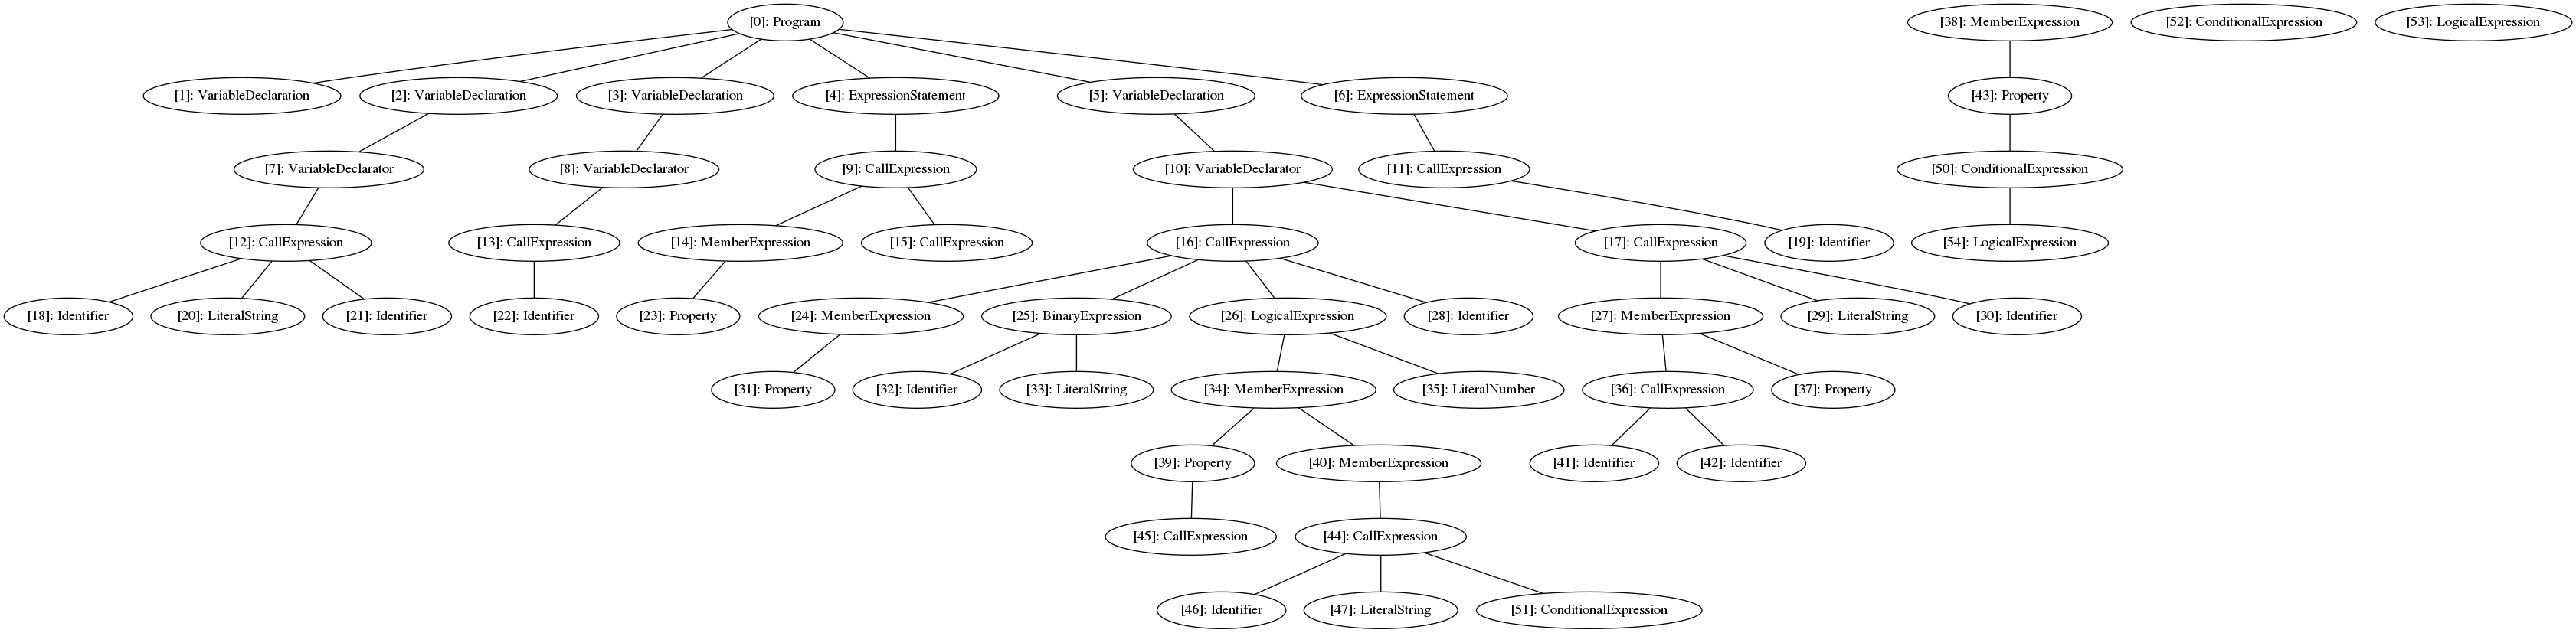 [0]: Program
[38]: MemberExpression
[52]: ConditionalExpression
[53]: LogicalExpression
[1]: VariableDeclaration
[2]: VariableDeclaration
[3]: VariableDeclaration
[4]: ExpressionStatement
[5]: VariableDeclaration
[6]: ExpressionStatement
[43]: Property
[7]: VariableDeclarator
[8]: VariableDeclarator
[9]: CallExpression
[10]: VariableDeclarator
[11]: CallExpression
[50]: ConditionalExpression
[12]: CallExpression
[13]: CallExpression
[14]: MemberExpression
[15]: CallExpression
[16]: CallExpression
[17]: CallExpression
[19]: Identifier
[54]: LogicalExpression
[18]: Identifier
[20]: LiteralString
[21]: Identifier
[22]: Identifier
[23]: Property
[24]: MemberExpression
[25]: BinaryExpression
[26]: LogicalExpression
[28]: Identifier
[27]: MemberExpression
[29]: LiteralString
[30]: Identifier
[31]: Property
[32]: Identifier
[33]: LiteralString
[34]: MemberExpression
[35]: LiteralNumber
[36]: CallExpression
[37]: Property
[39]: Property
[40]: MemberExpression
[41]: Identifier
[42]: Identifier
[45]: CallExpression
[44]: CallExpression
[46]: Identifier
[47]: LiteralString
[51]: ConditionalExpression